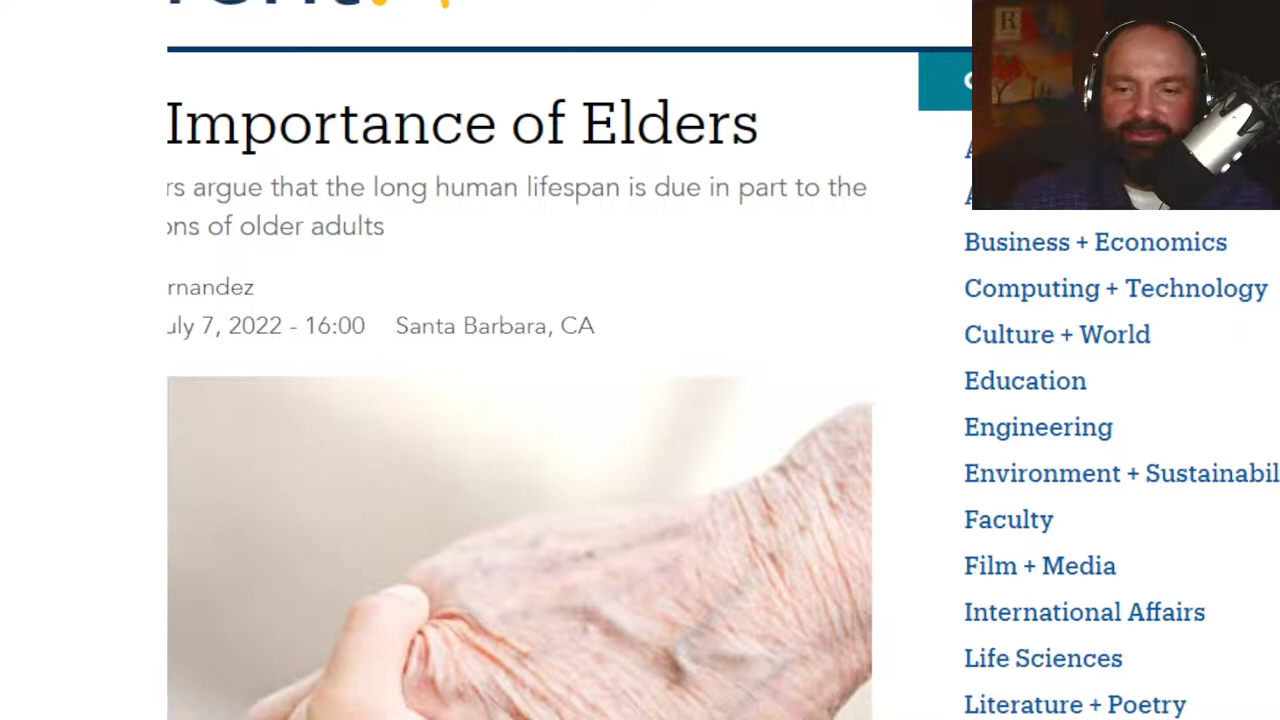 Importance of Elders
rs argue that the long human lifespan is due in part to the
ons of older adults
rnandez
uly 7, 2022 - 16:00 Santa Barbara, CA
Business + Economics
Computing + Technology
Culture + World
Education
Engineering
Environment + Sustainabil
Faculty
Film + Media
International Affairs
Life Sciences
Literature + Poetry
R